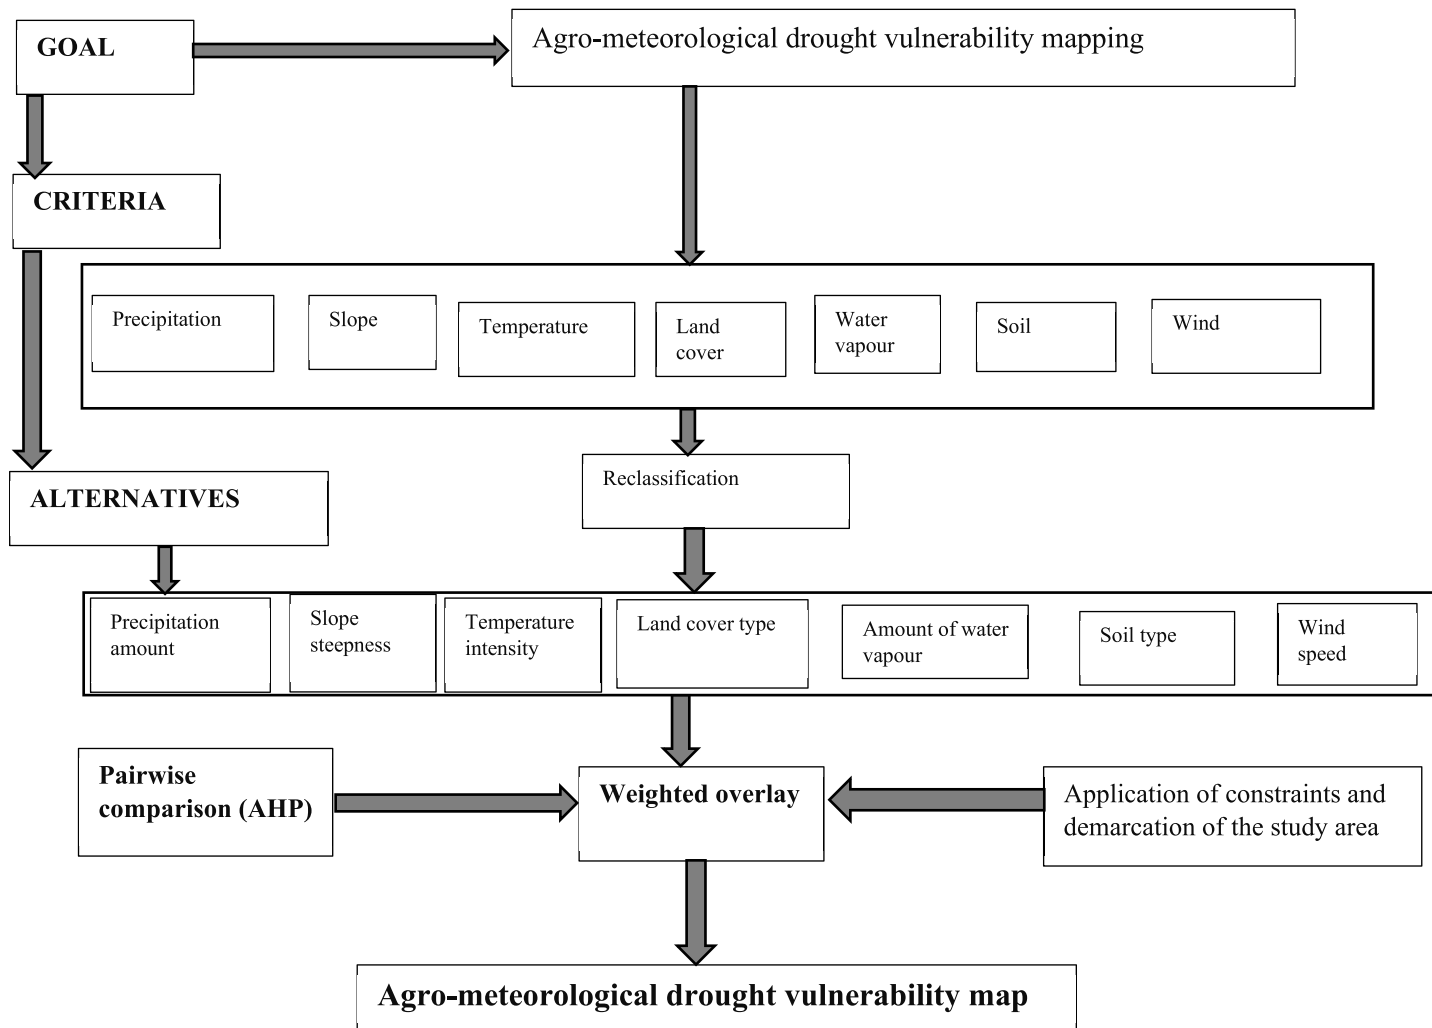 GOAL
Agro-meteorological drought vulnerability mapping
CRITERIA
Precipitation
Slope
Temperature
Land
cover
Water
vapour
Soil
Wind
ALTERNATIVES
Reclassification
Precipitation
amount
Slope
steepness
Temperature
intensity
Land cover type
Amount of water
vapour
Soil type
Wind
speed
Pairwise
comparison (AHP)
Weighted overlay
Application of constraints and
demarcation of the study area
Agro-meteorological drought vulnerability map